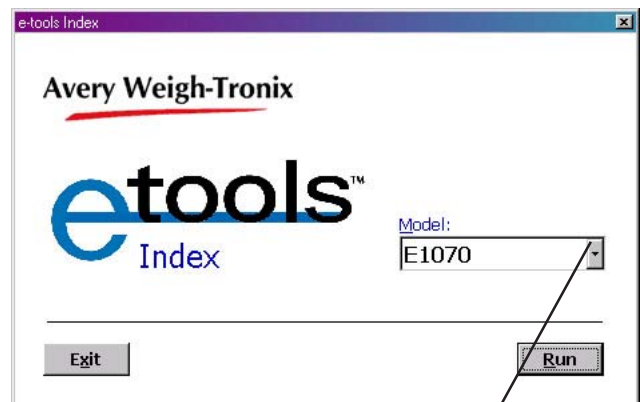 e-tools Index
Avery Weigh-Tronix
etools™
Index
Model:
E1070
Exit
Run